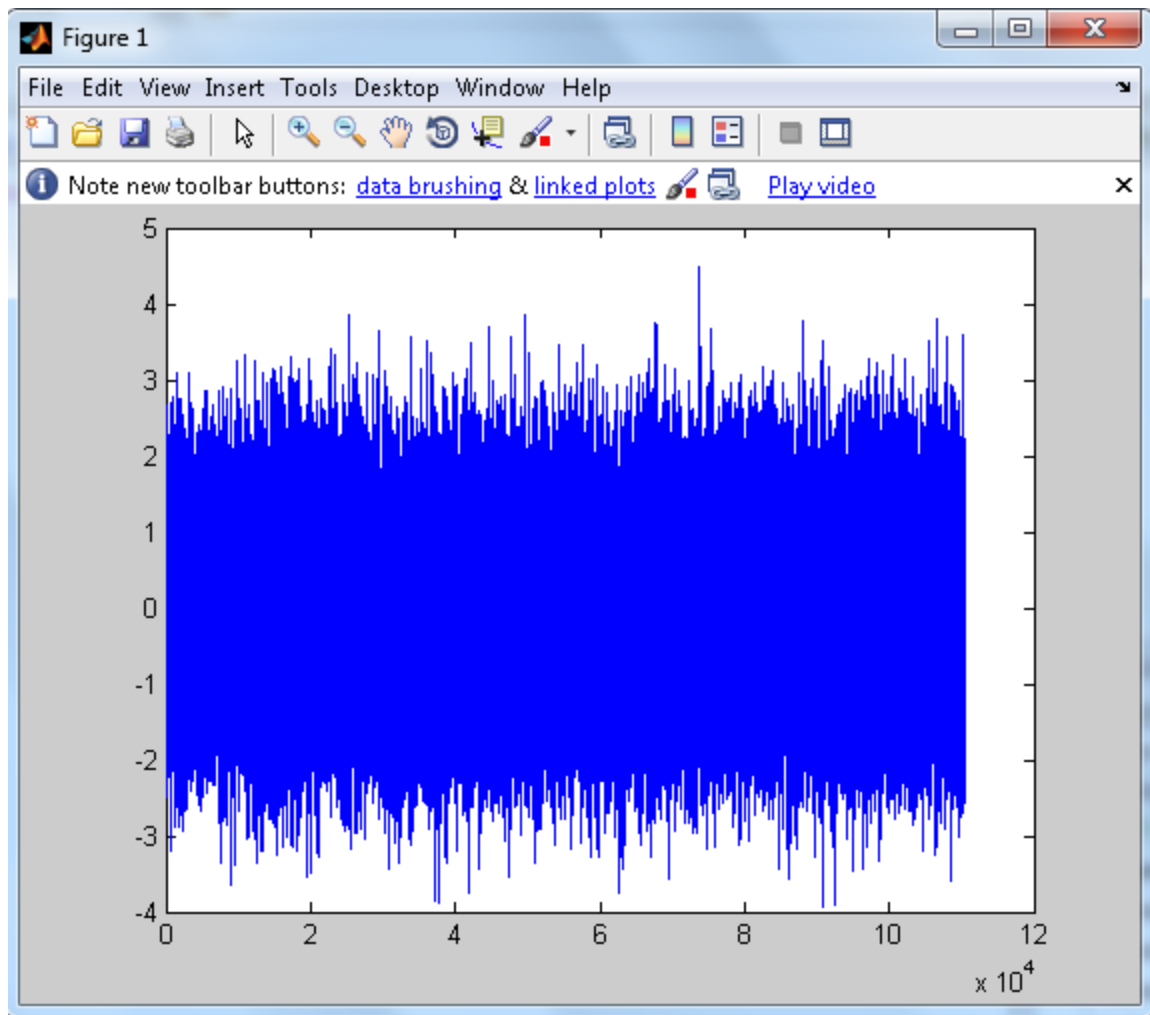 Figure 1
File Edit View Insert Tools Desktop Window Help
Note new toolbar buttons: data brushing & linked plots Play video
5
4
3
2
1
0
-1
-2
-3
-4
0 2 4 6 8 10 12
x 10^4